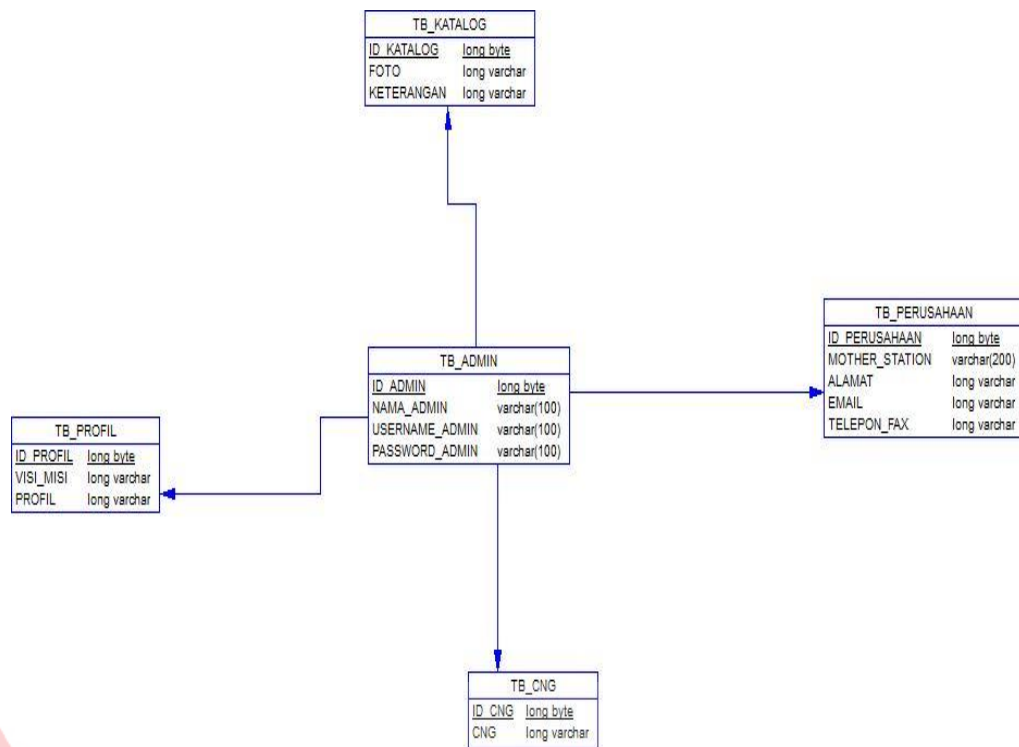 TB_KATALOG
ID_KATALOG long byte
FOTO long varchar
KETERANGAN long varchar
TB_PERUSAHAAN
ID_PERUSAHAAN long byte
MOTHER_STATION varchar(200)
ALAMAT long varchar
EMAIL long varchar
TELEPON_FAX long varchar
TB_ADMIN
ID_ADMIN long byte
NAMA_ADMIN varchar(100)
USERNAME_ADMIN varchar(100)
PASSWORD_ADMIN varchar(100)
TB_PROFIL
ID_PROFIL long byte
VISI_MISI long varchar
PROFIL long varchar
TB_CNG
ID_CNG long byte
CNG long varchar